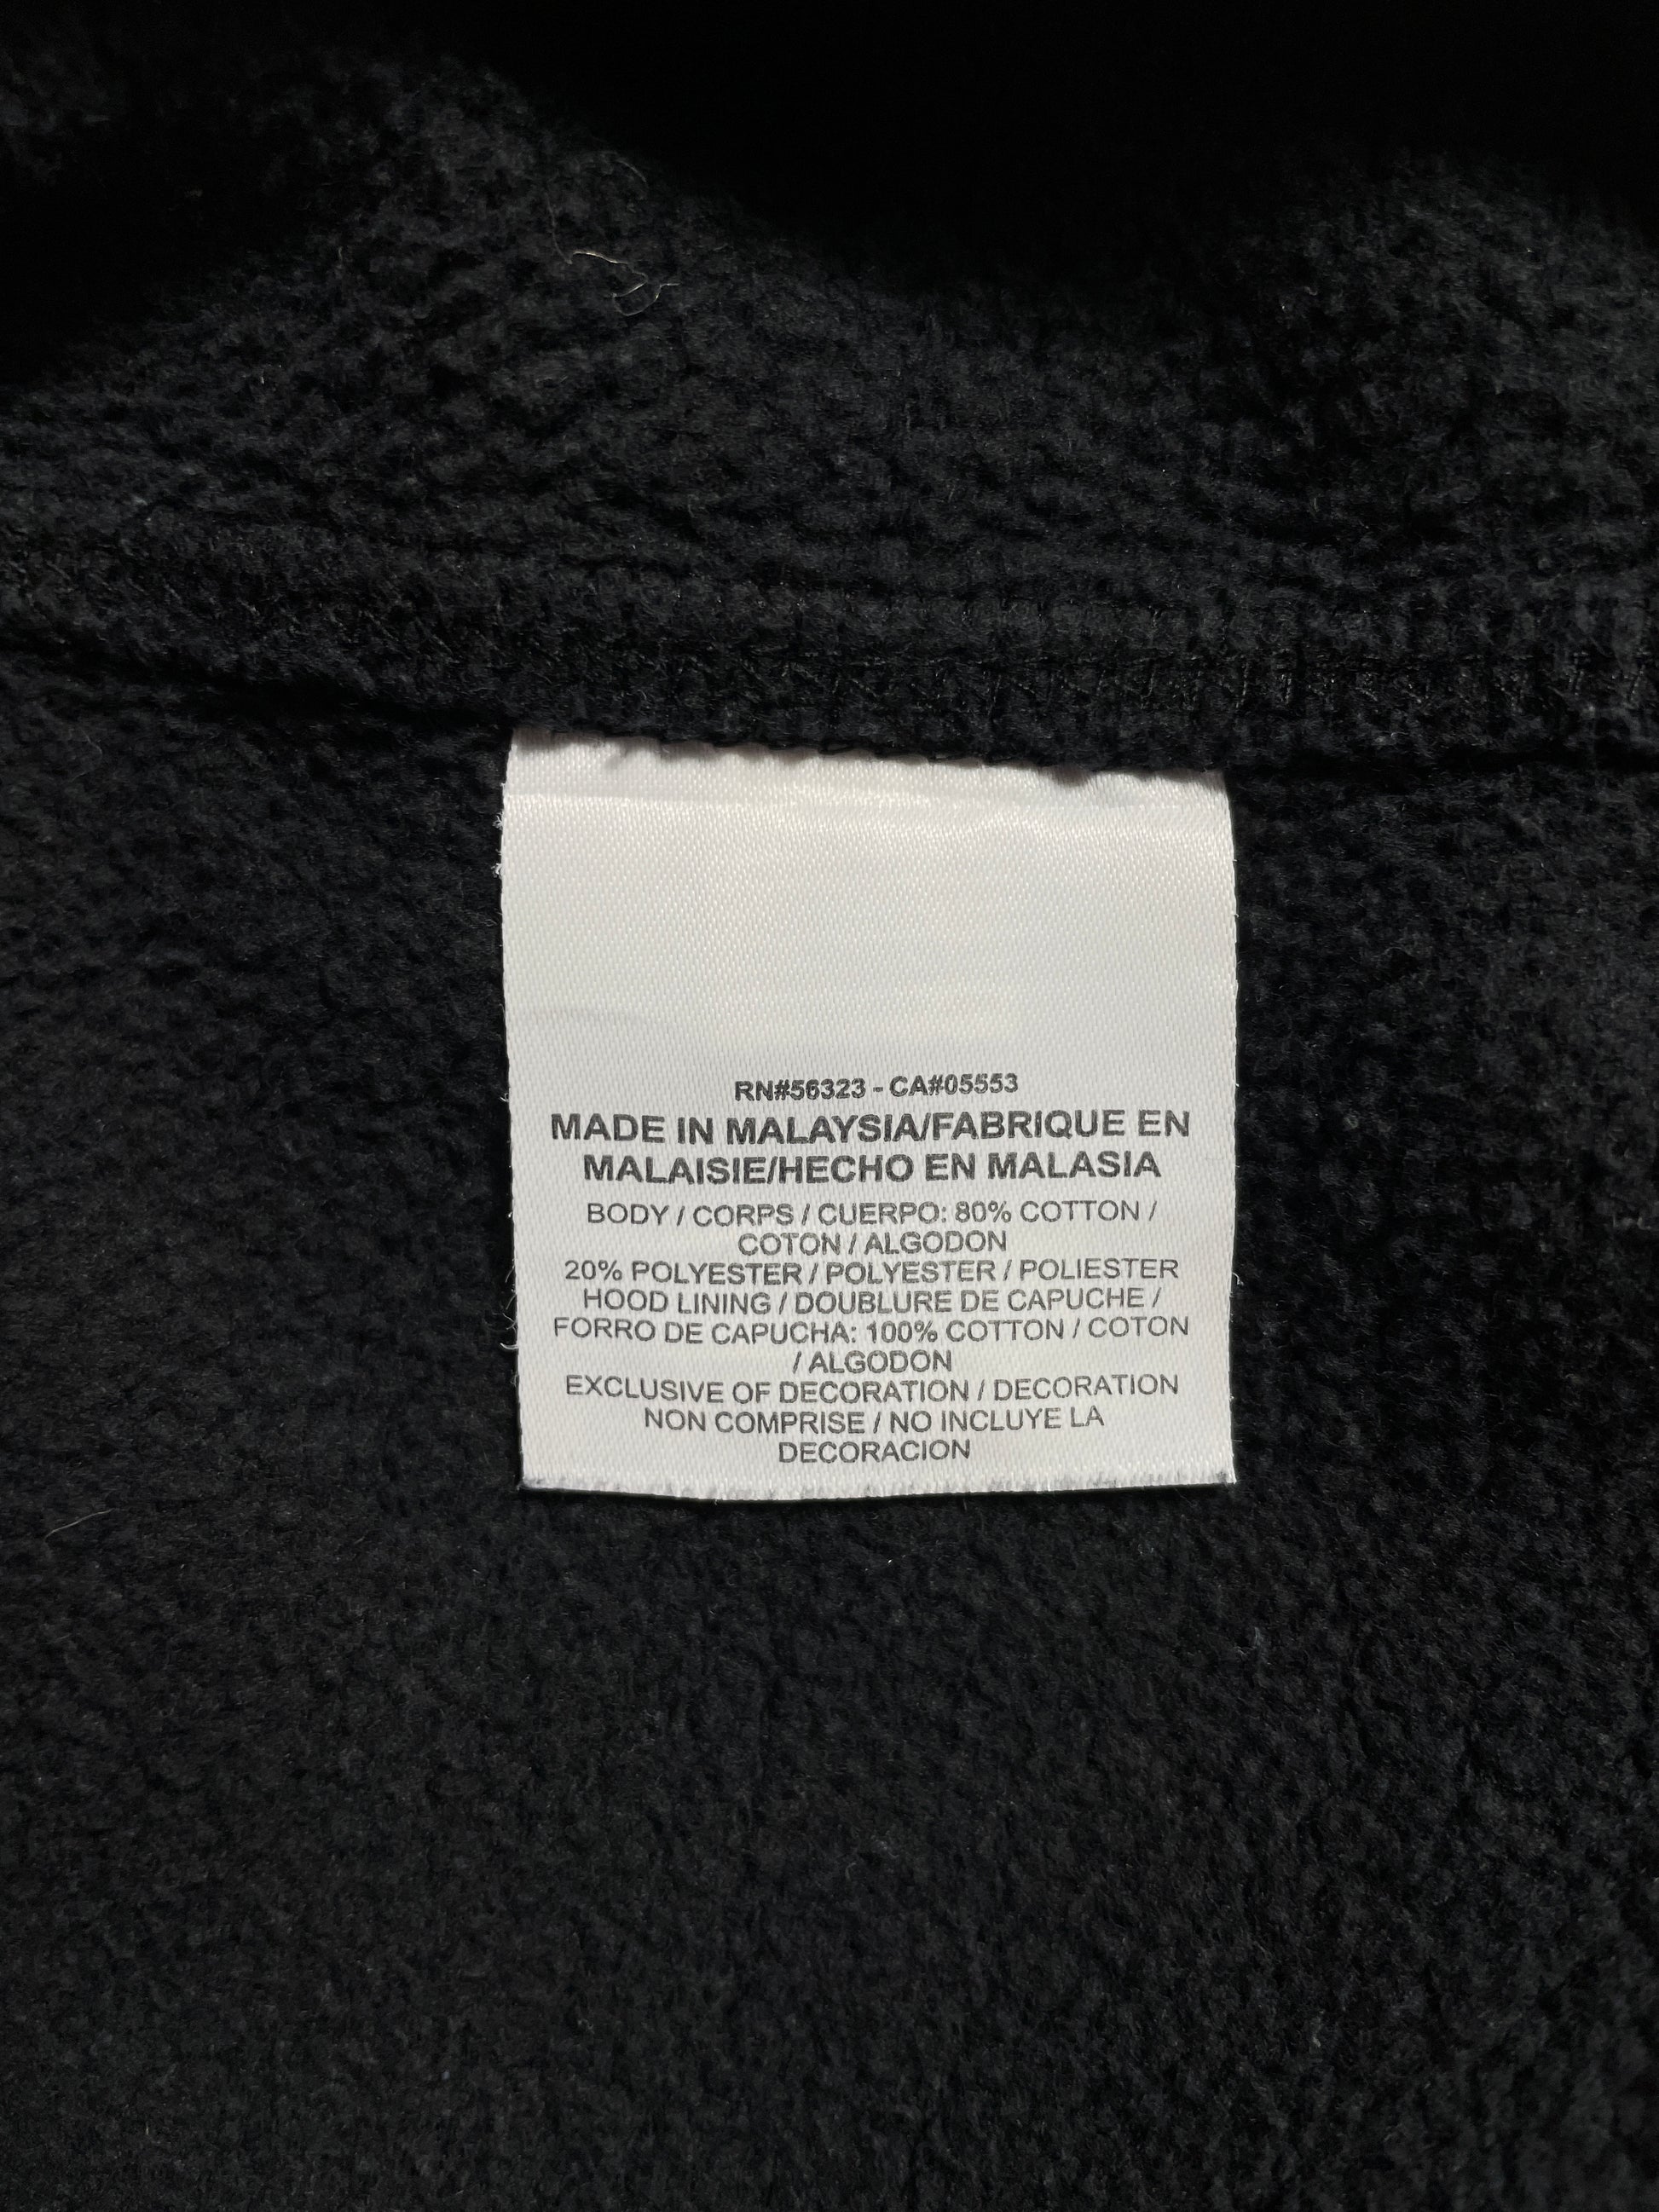 RN#56323 - CA#05553
MADE IN MALAYSIA/FABRIQUE EN
MALAISIE/HECHO EN MALASIA
BODY / CORPS / CUERPO: 80% COTTON /
COTON / ALGODON
20% POLYESTER / POLYESTER / POLIESTER
HOOD LINING / DOUBLURE DE CAPUCHE /
FORRO DE CAPUCHA: 100% COTTON / COTON
/ ALGODON
EXCLUSIVE OF DECORATION / DECORATION
NON COMPRISE / NO INCLUYE LA
DECORACION